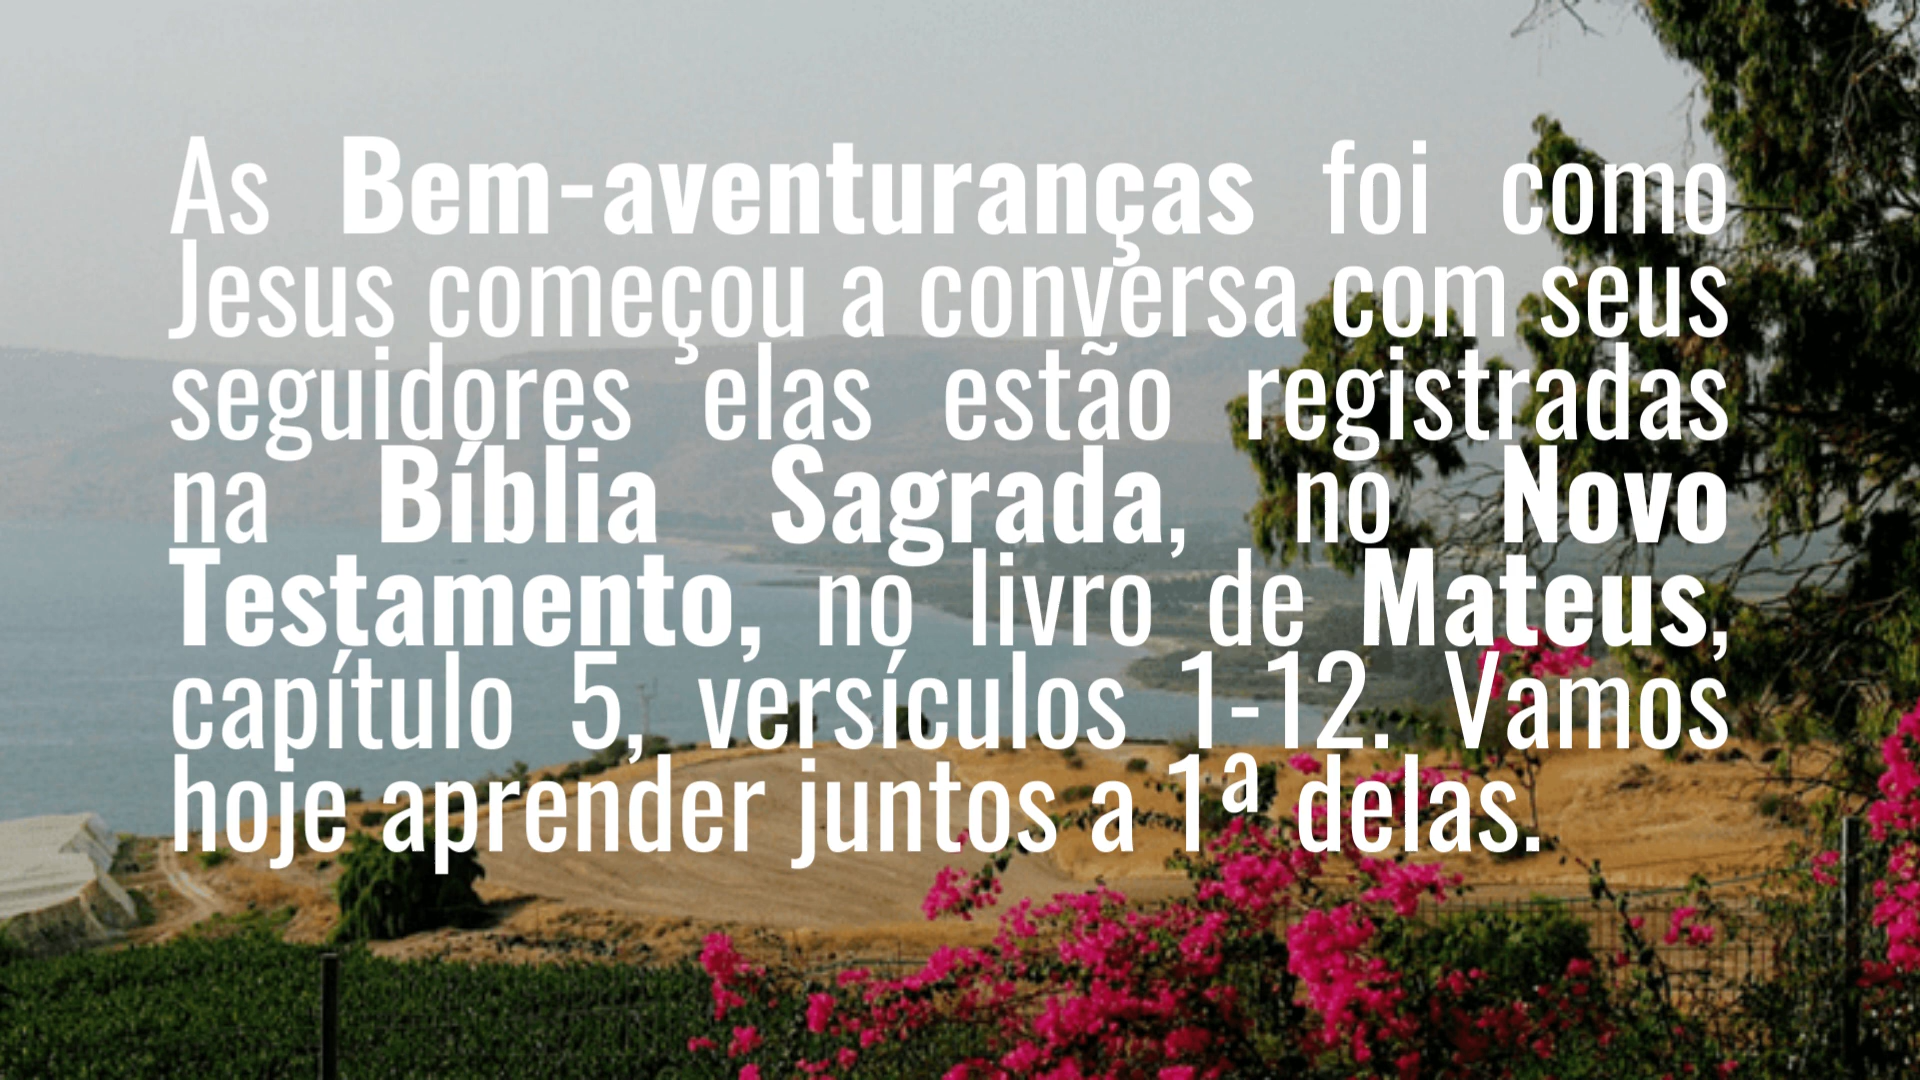 As Bem-aventuranças foi como
Jesus começou a conversa com seus
seguidores elas estão registradas
na Bíblia Sagrada, no Novo
Testamento, no livro de Mateus,
capítulo 5, versículos 1-12. Vamos
hoje aprender juntos a 1ª delas.